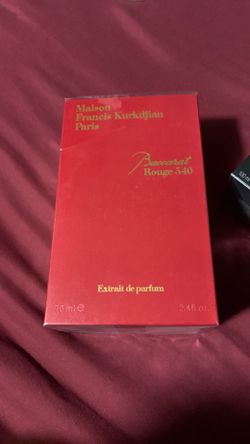 Maison
Francis Kurkdjian
Paris
Baccarat
Rouge 540
Extrait de parfum
70 ml ℮
2.4 fl.oz.